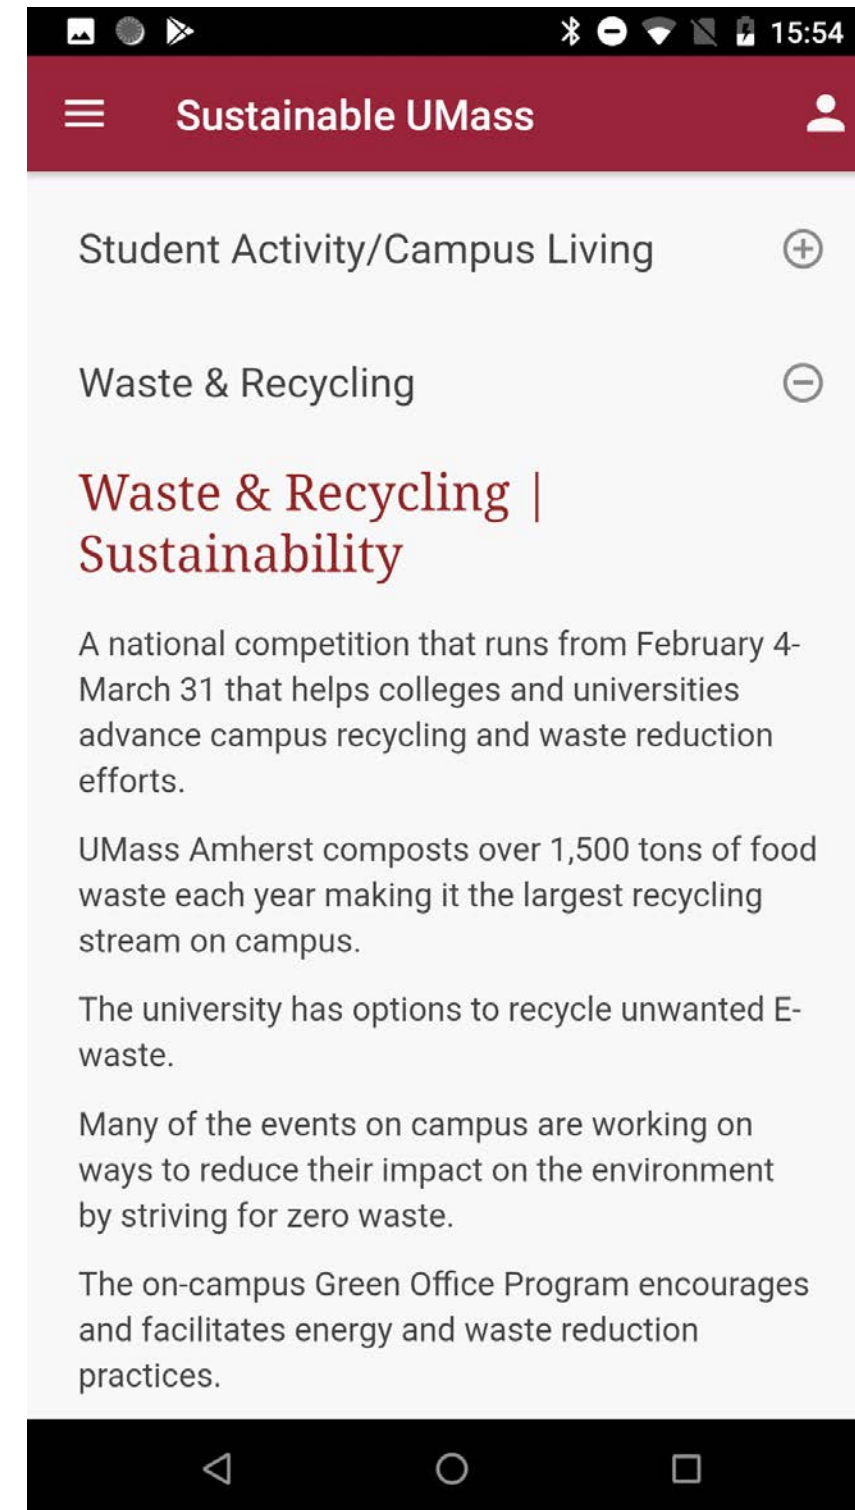 15:54
Sustainable UMass
Student Activity/Campus Living
Waste & Recycling
Waste & Recycling |
Sustainability
A national competition that runs from February 4-
March 31 that helps colleges and universities
advance campus recycling and waste reduction
efforts.
UMass Amherst composts over 1,500 tons of food
waste each year making it the largest recycling
stream on campus.
The university has options to recycle unwanted E-
waste.
Many of the events on campus are working on
ways to reduce their impact on the environment
by striving for zero waste.
The on-campus Green Office Program encourages
and facilitates energy and waste reduction
practices.